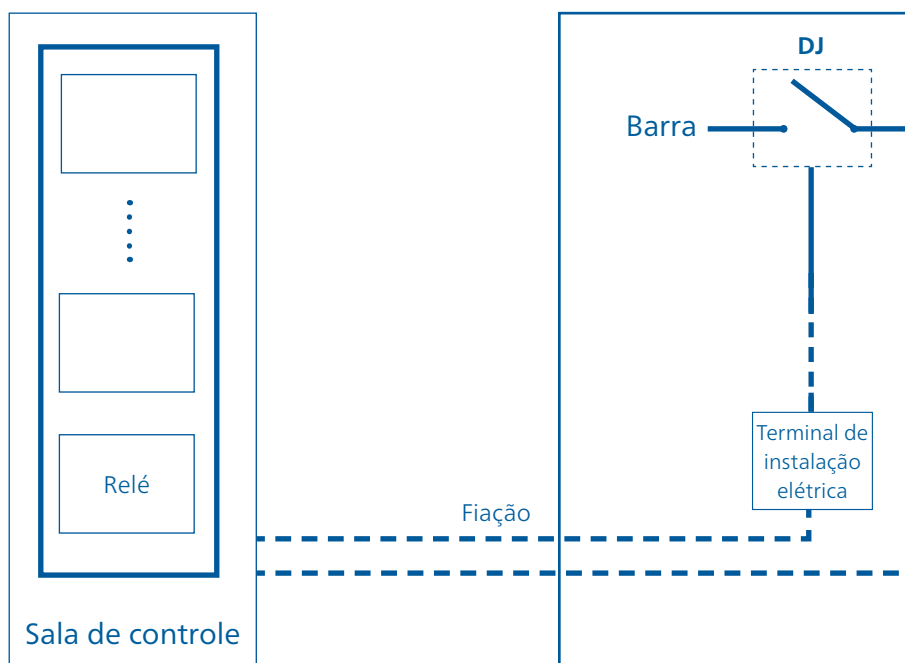 DJ
Barra
Terminal de
instalação
elétrica
Relé
Fiação
Sala de controle